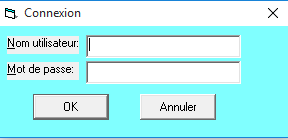 Connexion
Nom utilisateur:
Mot de passe:
OK
Annuler